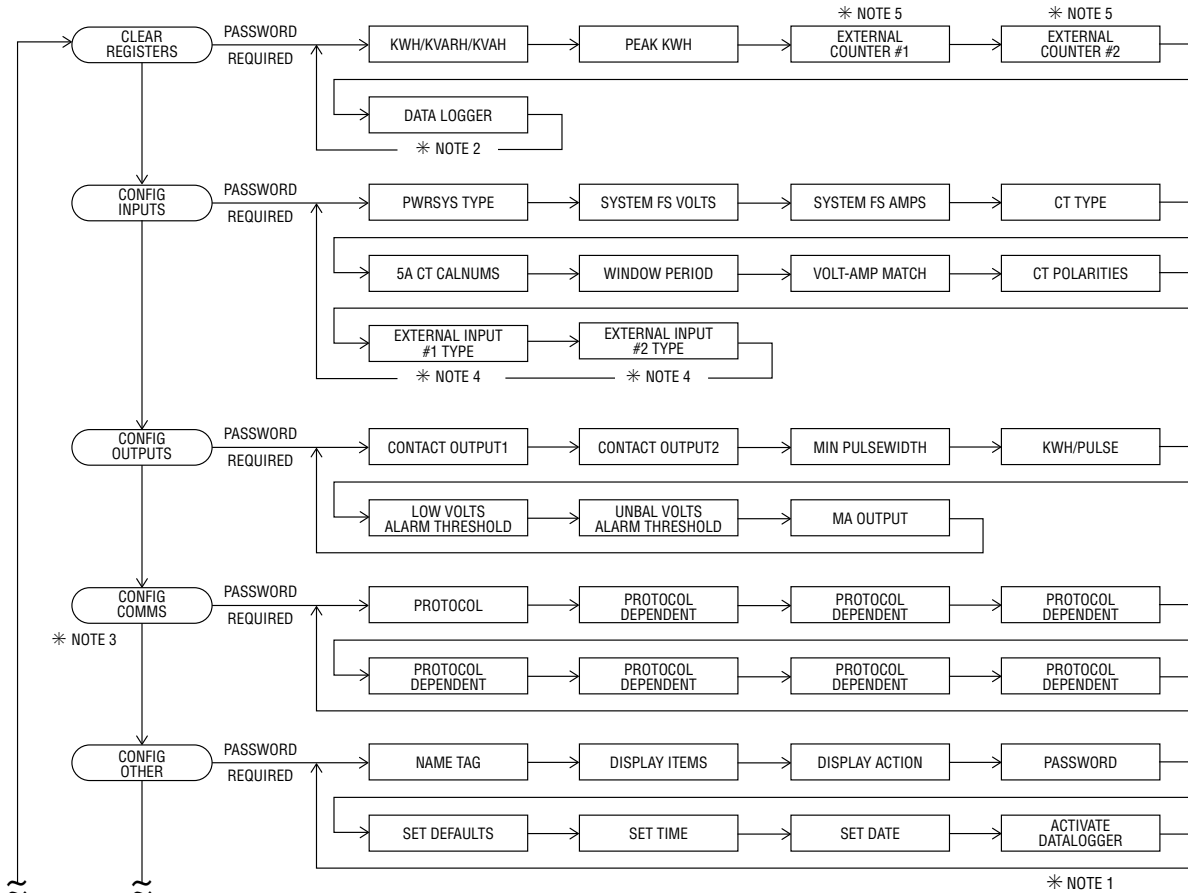 ✳ NOTE 5
✳ NOTE 5
CLEAR
REGISTERS
PASSWORD
REQUIRED
KWH/KVARH/KVAH
PEAK KWH
EXTERNAL
COUNTER #1
EXTERNAL
COUNTER #2
DATA LOGGER
✳ NOTE 2
CONFIG
INPUTS
PASSWORD
REQUIRED
PWRSYS TYPE
SYSTEM FS VOLTS
SYSTEM FS AMPS
CT TYPE
5A CT CALNUMS
WINDOW PERIOD
VOLT-AMP MATCH
CT POLARITIES
EXTERNAL INPUT
#1 TYPE
EXTERNAL INPUT
#2 TYPE
✳ NOTE 4
✳ NOTE 4
CONFIG
OUTPUTS
PASSWORD
REQUIRED
CONTACT OUTPUT1
CONTACT OUTPUT2
MIN PULSEWIDTH
KWH/PULSE
LOW VOLTS
ALARM THRESHOLD
UNBAL VOLTS
ALARM THRESHOLD
MA OUTPUT
CONFIG
COMMS
✳ NOTE 3
PASSWORD
REQUIRED
PROTOCOL
PROTOCOL
DEPENDENT
PROTOCOL
DEPENDENT
PROTOCOL
DEPENDENT
PROTOCOL
DEPENDENT
PROTOCOL
DEPENDENT
PROTOCOL
DEPENDENT
PROTOCOL
DEPENDENT
CONFIG
OTHER
PASSWORD
REQUIRED
NAME TAG
DISPLAY ITEMS
DISPLAY ACTION
PASSWORD
SET DEFAULTS
SET TIME
SET DATE
ACTIVATE
DATALOGGER
✳ NOTE 1